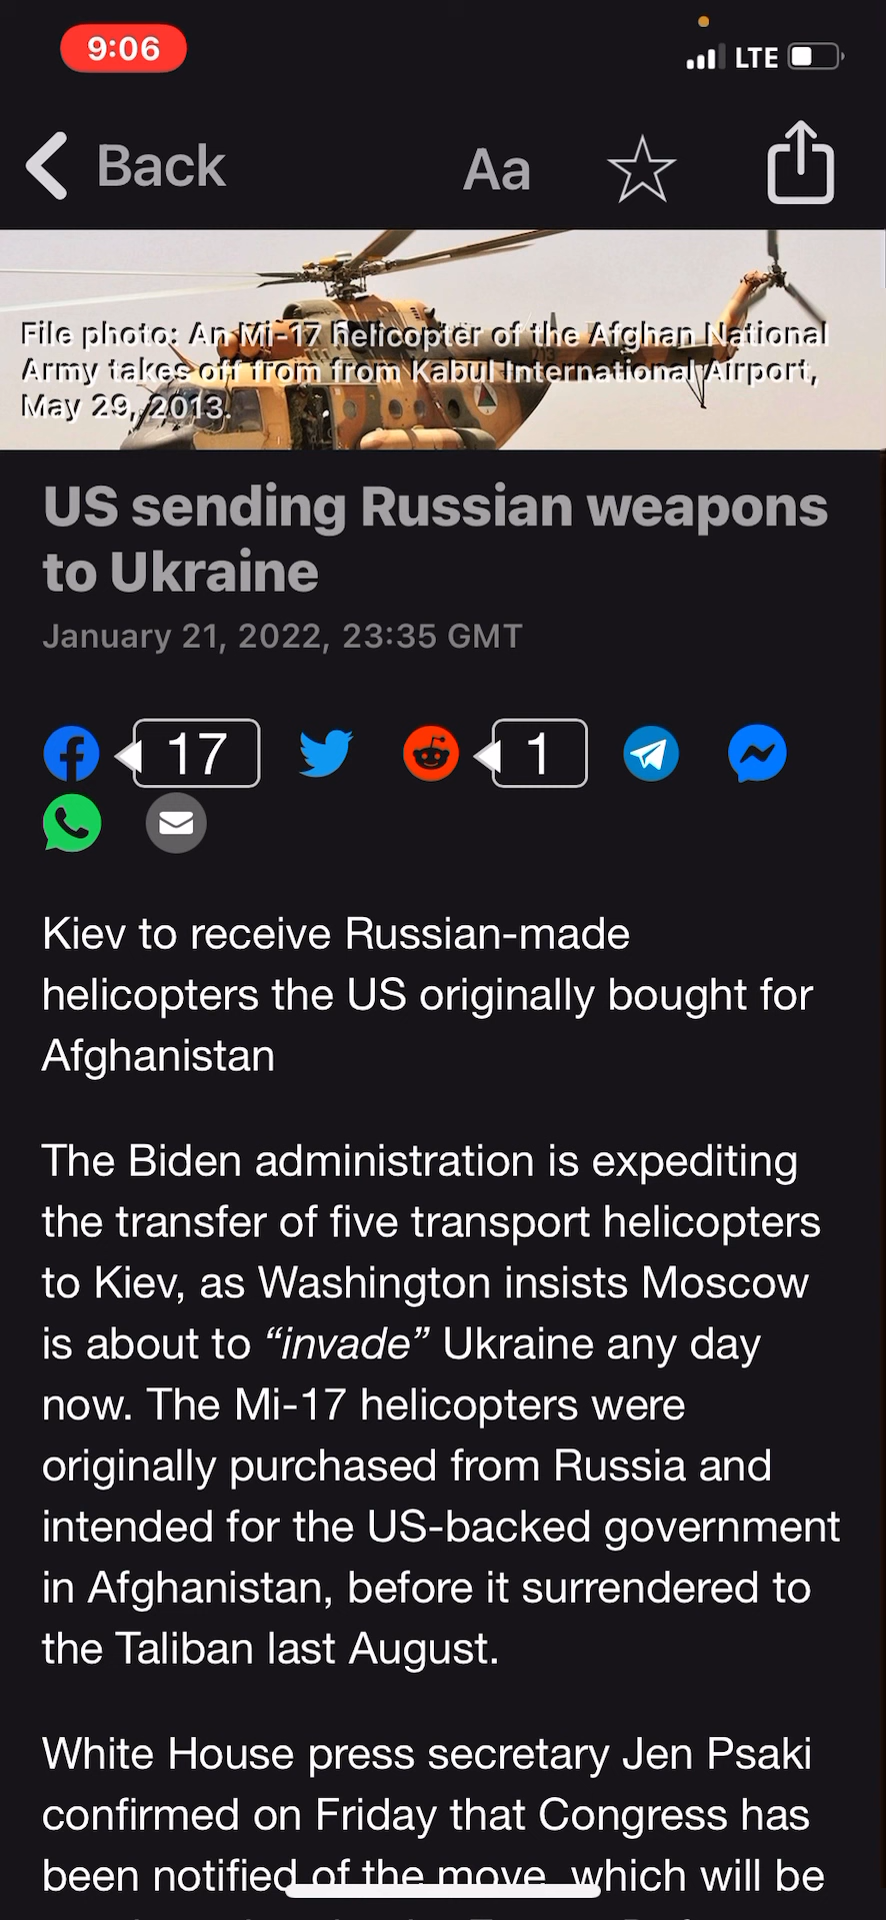 9:06
LTE
Back
Aa
File photo: An Mi-17 helicopter of the Afghan National
Army takes off from from Kabul International Airport,
May 29, 2013.
US sending Russian weapons
to Ukraine
January 21, 2022, 23:35 GMT
17
1
Kiev to receive Russian-made
helicopters the US originally bought for
Afghanistan
The Biden administration is expediting
the transfer of five transport helicopters
to Kiev, as Washington insists Moscow
is about to “invade” Ukraine any day
now. The Mi-17 helicopters were
originally purchased from Russia and
intended for the US-backed government
in Afghanistan, before it surrendered to
the Taliban last August.
White House press secretary Jen Psaki
confirmed on Friday that Congress has
been notified of the move, which will be